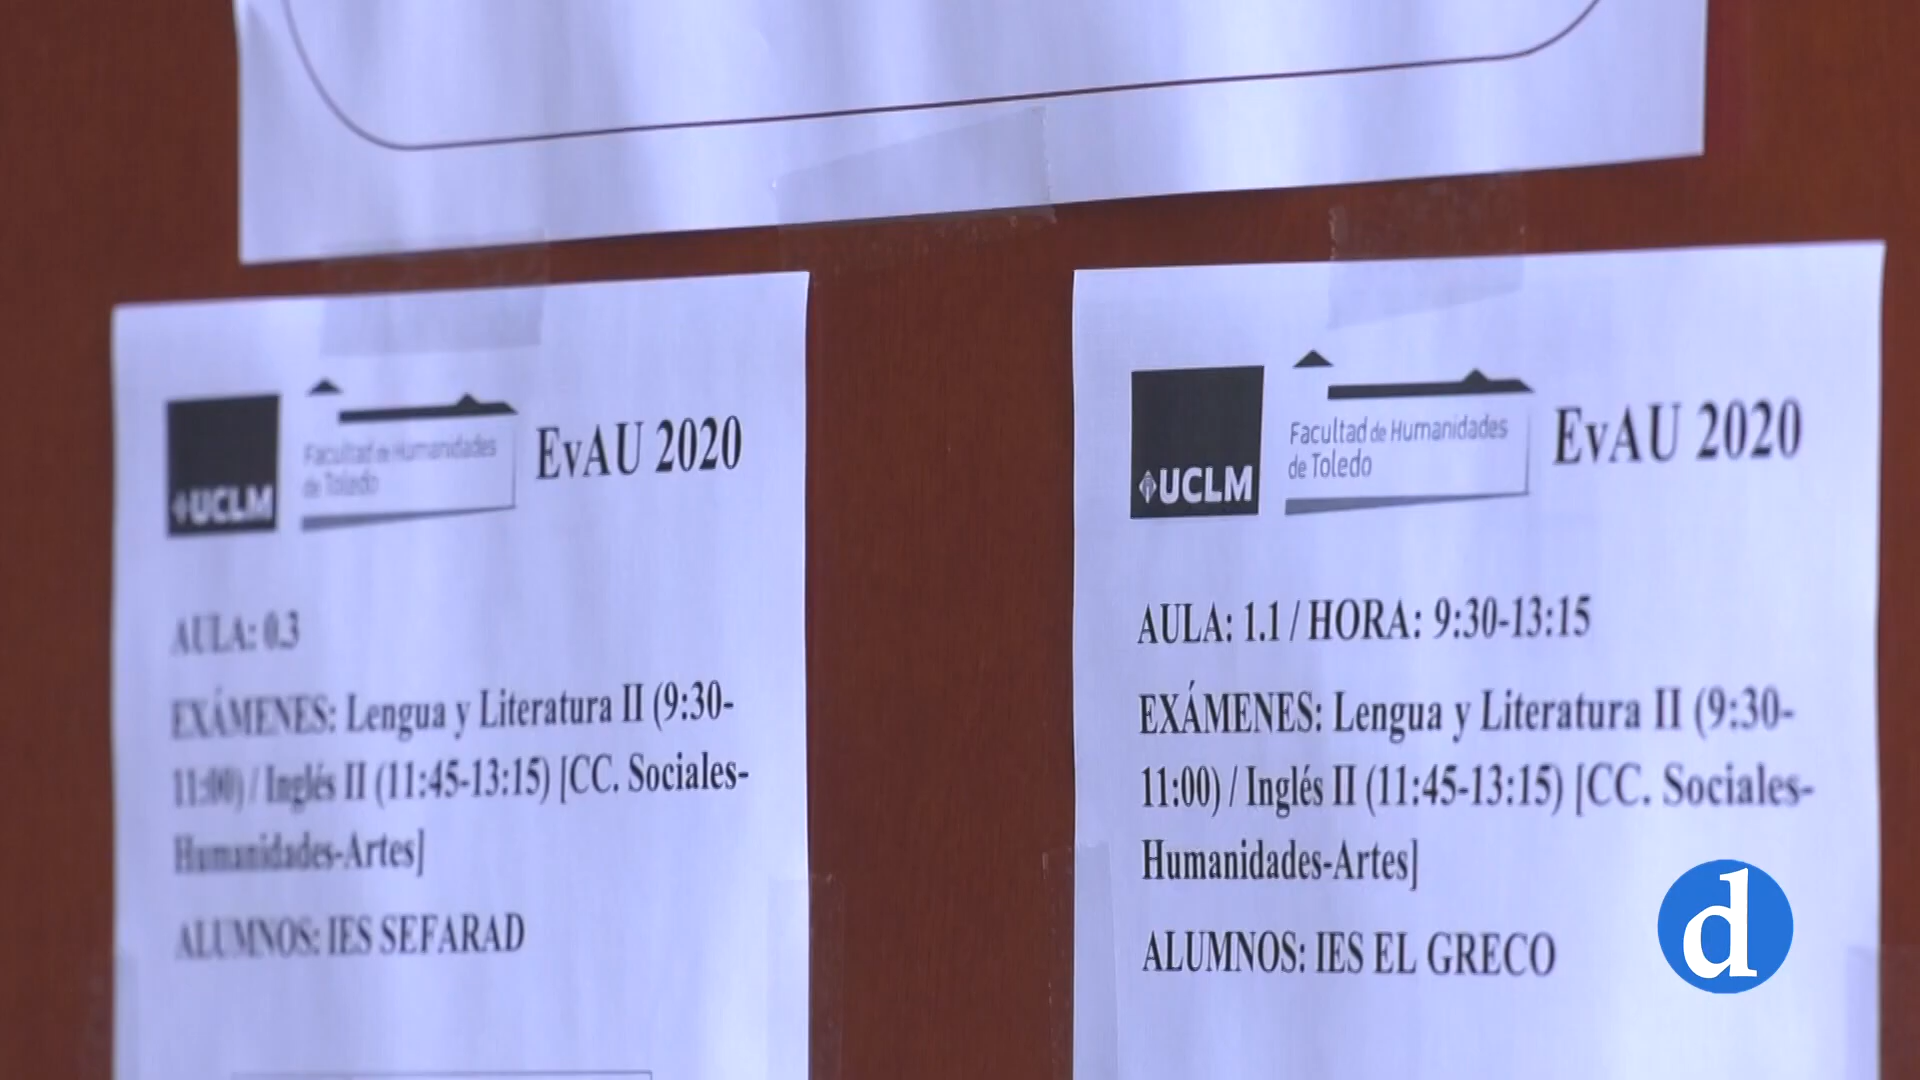 UCLM
Facultad de Humanidades
de Toledo
EvAU 2020
AULA: 0.3
EXÁMENES: Lengua y Literatura II (9:30-
11:00) / Inglés II (11:45-13:15) [CC. Sociales-
Humanidades-Artes]
ALUMNOS: IES SEFARAD
UCLM
Facultad de Humanidades
de Toledo
EvAU 2020
AULA: 1.1 / HORA: 9:30-13:15
EXÁMENES: Lengua y Literatura II (9:30-
11:00) / Inglés II (11:45-13:15) [CC. Sociales-
Humanidades-Artes]
ALUMNOS: IES EL GRECO
d